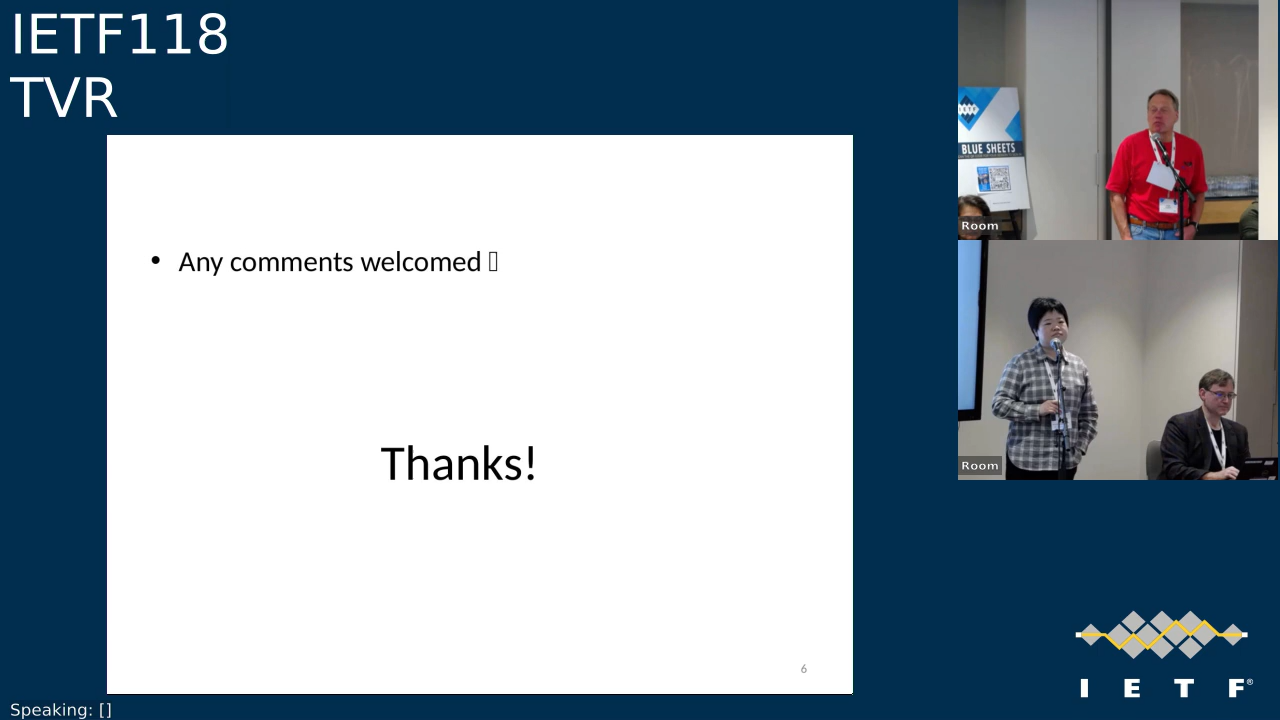 IETF118
TVR
BLUE SHEETS
Room
• Any comments welcomed
Thanks!
Room
6
I E T F®
Speaking: []